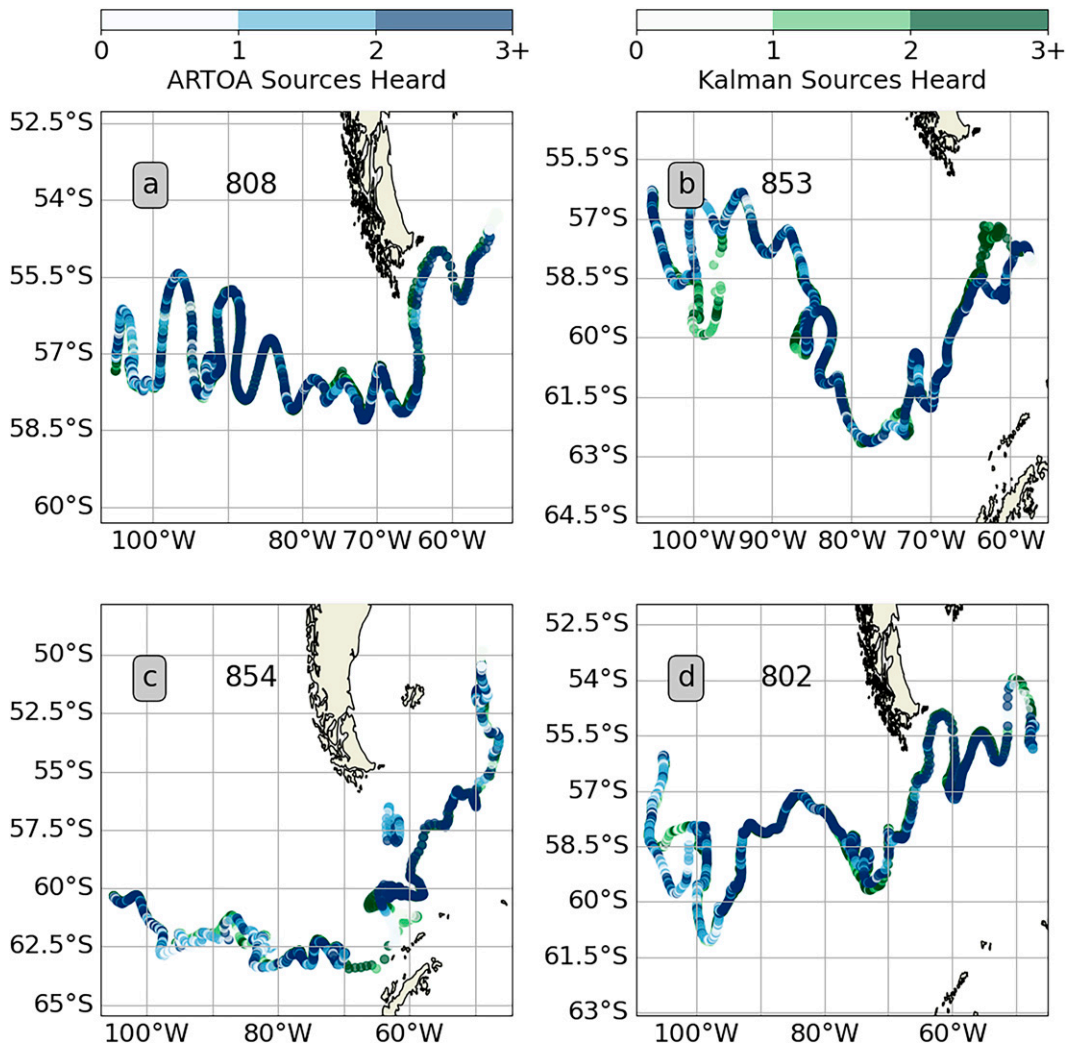 0 1 2 3+
ARTOA Sources Heard
0 1 2 3+
Kalman Sources Heard
a 808
52.5°S
54°S
55.5°S
57°S
58.5°S
60°S
100°W 80°W 70°W 60°W
b 853
55.5°S
57°S
58.5°S
60°S
61.5°S
63°S
64.5°S
100°W 90°W 80°W 70°W 60°W
c 854
50°S
52.5°S
55°S
57.5°S
60°S
62.5°S
65°S
100°W 80°W 60°W
d 802
52.5°S
54°S
55.5°S
57°S
58.5°S
60°S
61.5°S
63°S
100°W 80°W 60°W